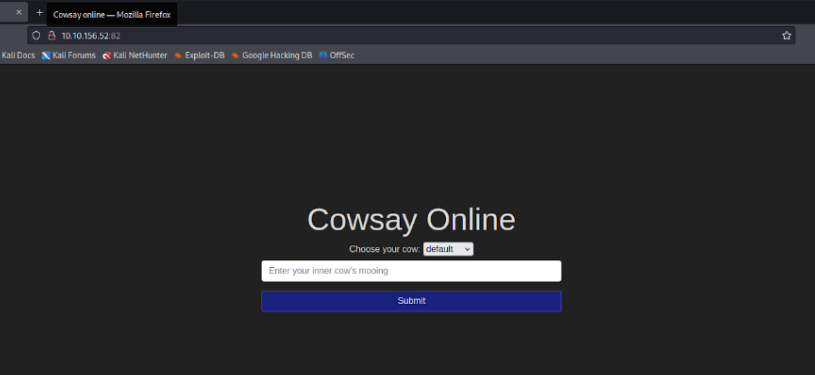 Cowsay online — Mozilla Firefox
10.10.156.52:82
Kali Docs Kali Forums Kali NetHunter Exploit-DB Google Hacking DB OffSec
Cowsay Online
Choose your cow: default
Enter your inner cow's mooing
Submit